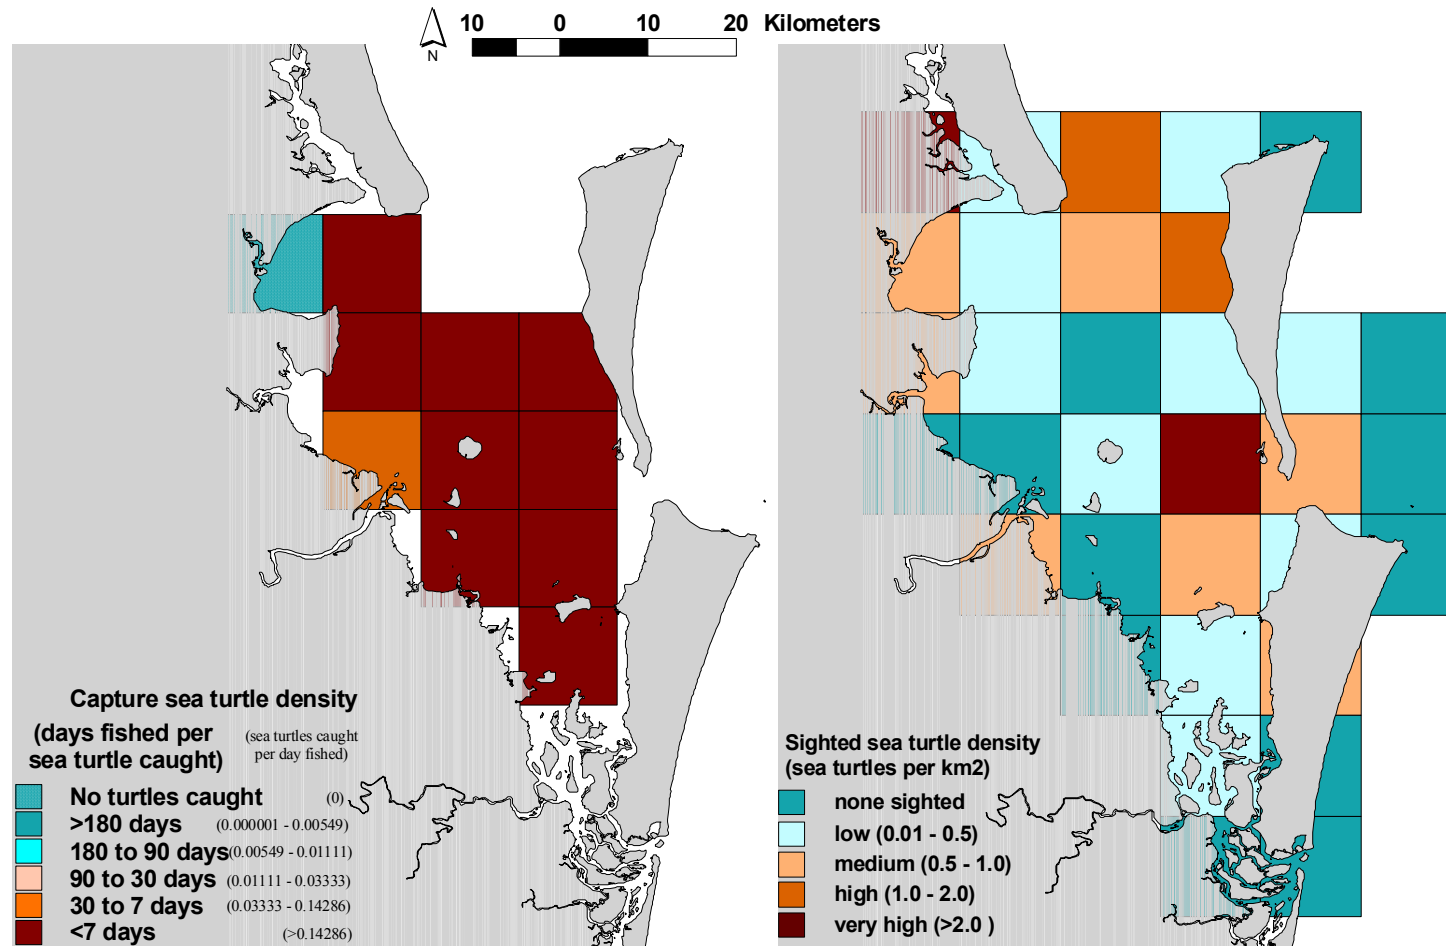 10 0 10 20 Kilometers
N
Capture sea turtle density
(days fished per
sea turtle caught)
(sea turtles caught
per day fished)
No turtles caught (0)
>180 days (0.000001 - 0.00549)
180 to 90 days (0.00549 - 0.01111)
90 to 30 days (0.01111 - 0.03333)
30 to 7 days (0.03333 - 0.14286)
<7 days (>0.14286)
Sighted sea turtle density
(sea turtles per km2)
none sighted
low (0.01 - 0.5)
medium (0.5 - 1.0)
high (1.0 - 2.0)
very high (>2.0 )